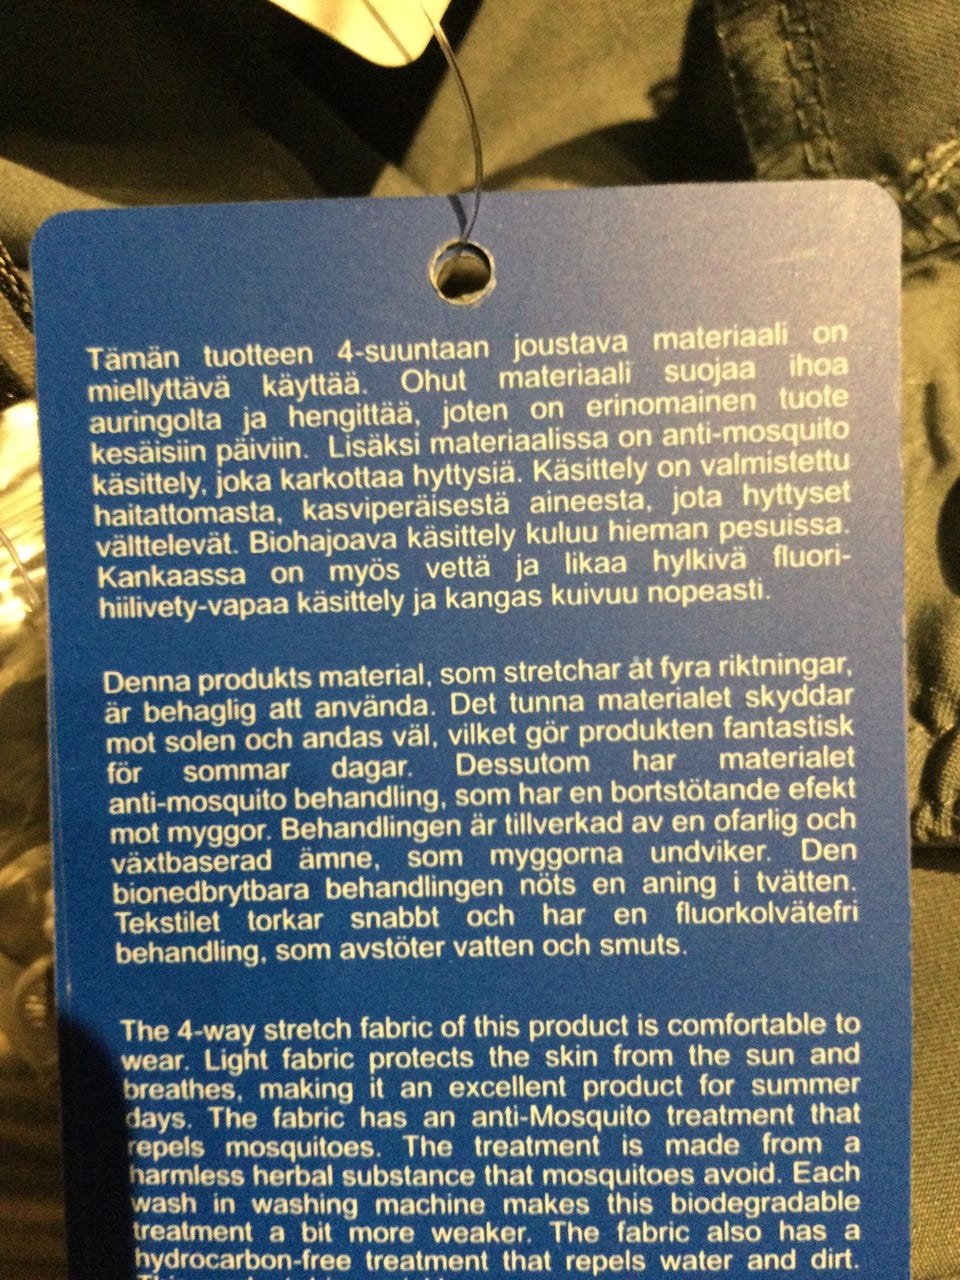 Tämän tuotteen 4-suuntaan joustava materiaali on
miellyttävä käyttää. Ohut materiaali suojaa ihoa
auringolta ja hengittää, joten on erinomainen tuote
kesäisiin päiviin. Lisäksi materiaalissa on anti-mosquito
käsittely, joka karkottaa hyttysiä. Käsittely on valmistettu
haitattomasta, kasviperäisestä aineesta, jota hyttyset
välttelevät. Biohajoava käsittely kuluu hieman pesuissa.
Kankaassa on myös vettä ja likaa hylkivä fluori-
hiilivety-vapaa käsittely ja kangas kuivuu nopeasti.
Denna produkts material, som stretchar åt fyra riktningar,
är behaglig att använda. Det tunna materialet skyddar
mot solen och andas väl, vilket gör produkten fantastisk
för sommar dagar. Dessutom har materialet
anti-mosquito behandling, som har en bortstötande efekt
mot myggor. Behandlingen är tillverkad av en ofarlig och
växtbaserad ämne, som myggorna undviker. Den
bionedbrytbara behandlingen nöts en aning i tvätten.
Tekstilet torkar snabbt och har en fluorkolvätefri
behandling, som avstöter vatten och smuts.
The 4-way stretch fabric of this product is comfortable to
wear. Light fabric protects the skin from the sun and
breathes, making it an excellent product for summer
days. The fabric has an anti-Mosquito treatment that
repels mosquitoes. The treatment is made from a
harmless herbal substance that mosquitoes avoid. Each
wash in washing machine makes this biodegradable
treatment a bit more weaker. The fabric also has a
hydrocarbon-free treatment that repels water and dirt.